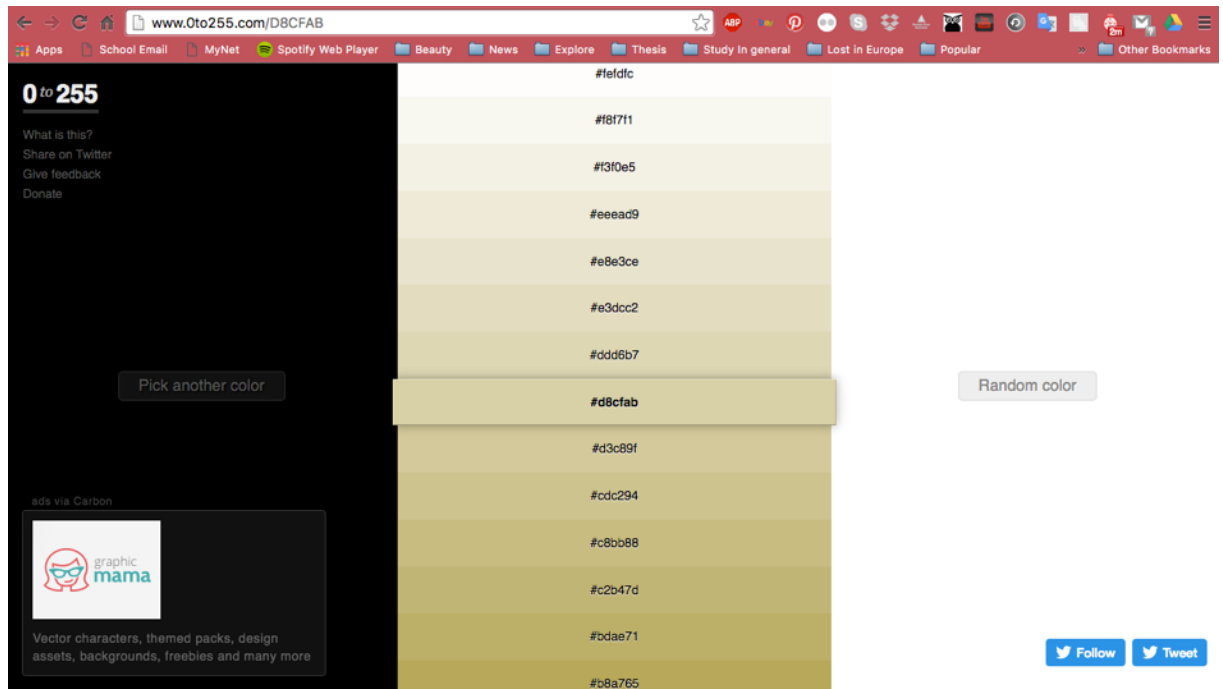 www.0to255.com/D8CFAB
ABP
2m
Apps School Email MyNet Spotify Web Player Beauty News Explore Thesis Study In general Lost in Europe Popular » Other Bookmarks
0 to 255
What is this?
Share on Twitter
Give feedback
Donate
Pick another color
ads via Carbon
graphic
mama
Vector characters, themed packs, design
assets, backgrounds, freebies and many more
#fefdfc
#f8f7f1
#f3f0e5
#eeead9
#e8e3ce
#e3dcc2
#ddd6b7
#d8cfab
#d3c89f
#cdc294
#c8bb88
#c2b47d
#bdae71
#b8a765
Random color
Follow Tweet